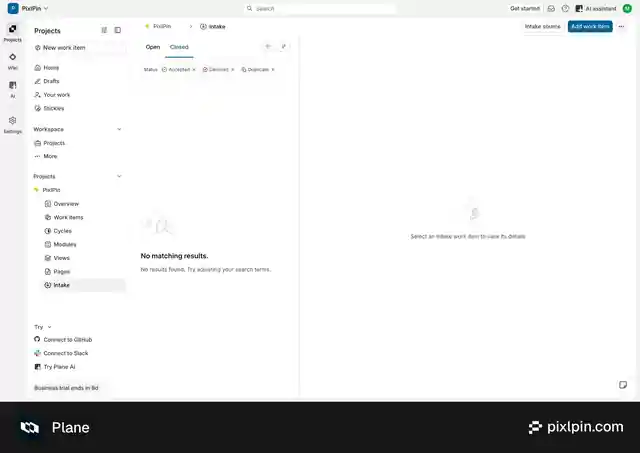 PixlPin
Search
Get started
AI assistant
M
Projects
Wiki
AI
Settings
Projects
New work item
Home
Drafts
Your work
Stickies
Workspace
Projects
More
Projects
PixlPin
Overview
Work items
Cycles
Modules
Views
Pages
Intake
Try
Connect to GitHub
Connect to Slack
Try Plane AI
Business trial ends in 8d
PixlPin > Intake
Intake source
Add work item
Open Closed
Status Accepted × Declined × Duplicate ×
No matching results.
No results found. Try adjusting your search terms.
Select an Intake work item to view its details.
Plane
pixlpin.com